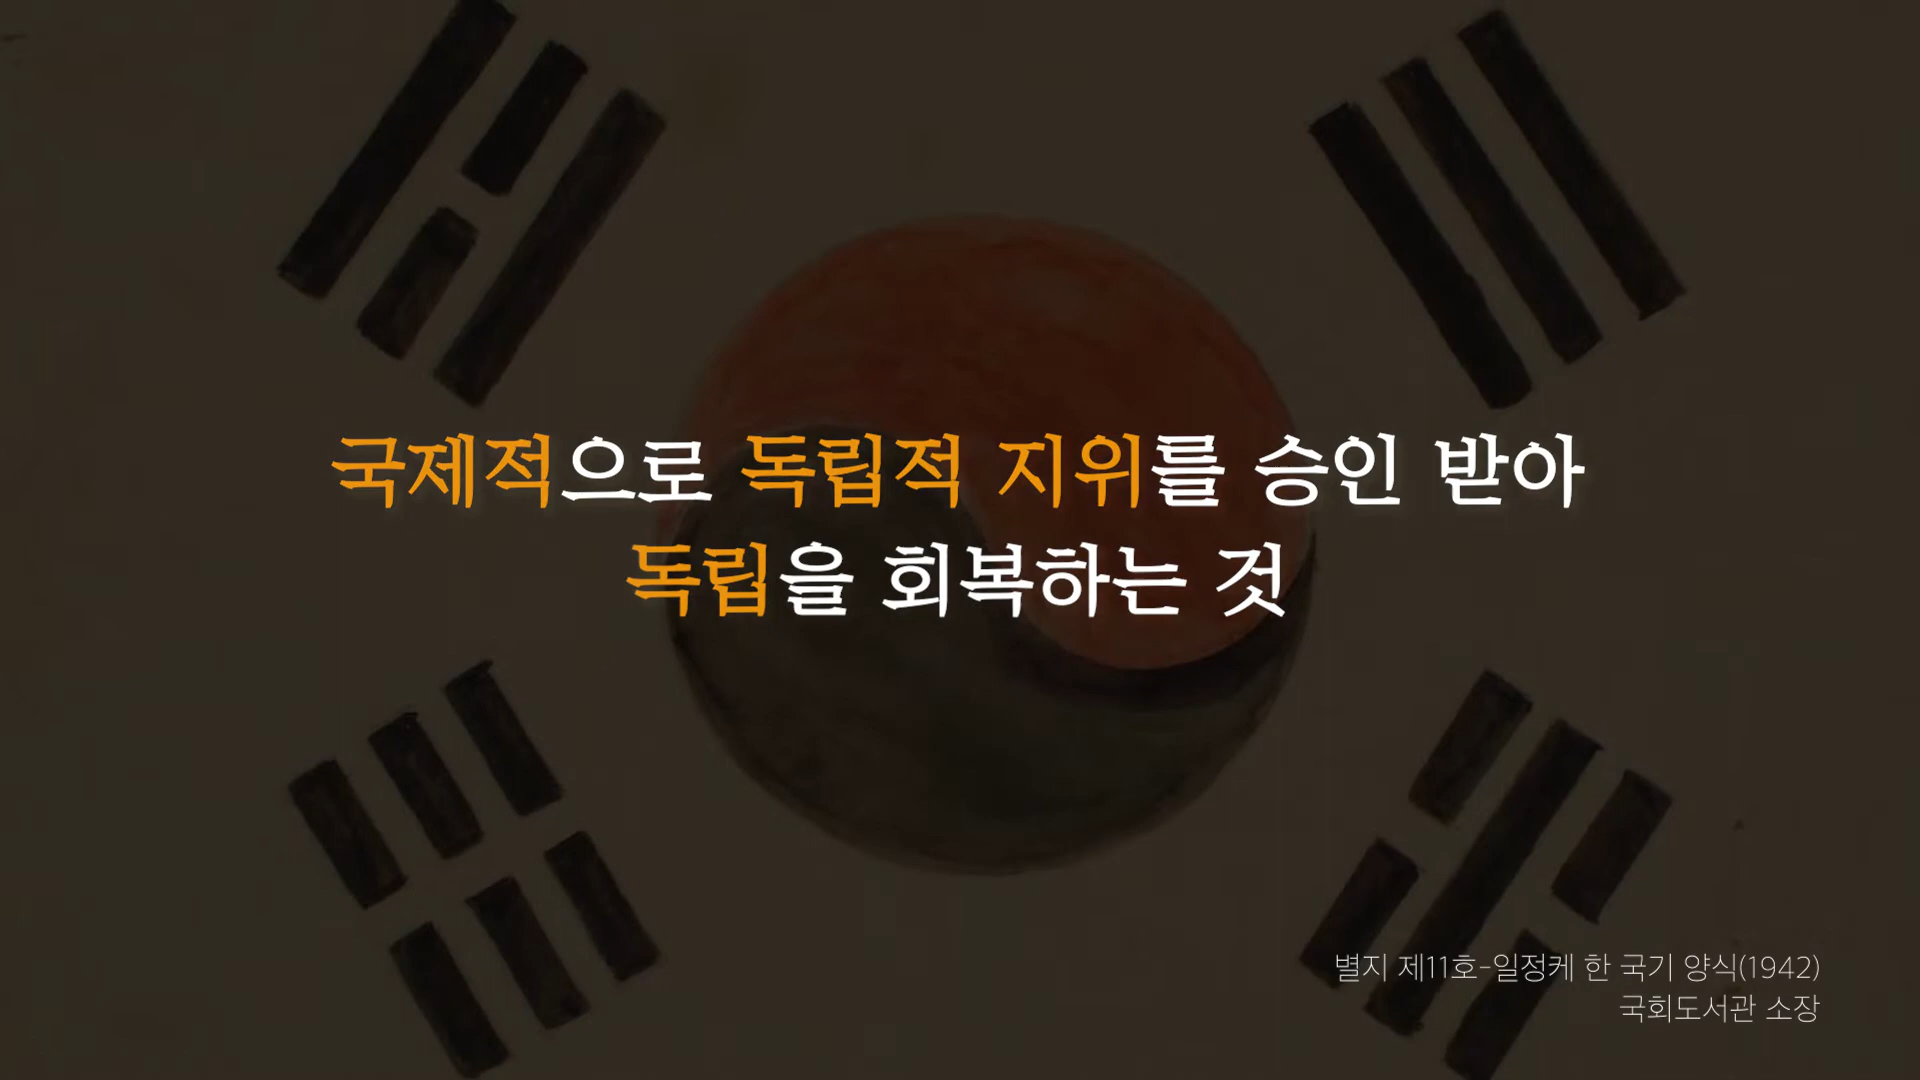 국제적으로 독립적 지위를 승인 받아
독립을 회복하는 것
별지 제11호-일정케 한 국기 양식(1942)
국회도서관 소장